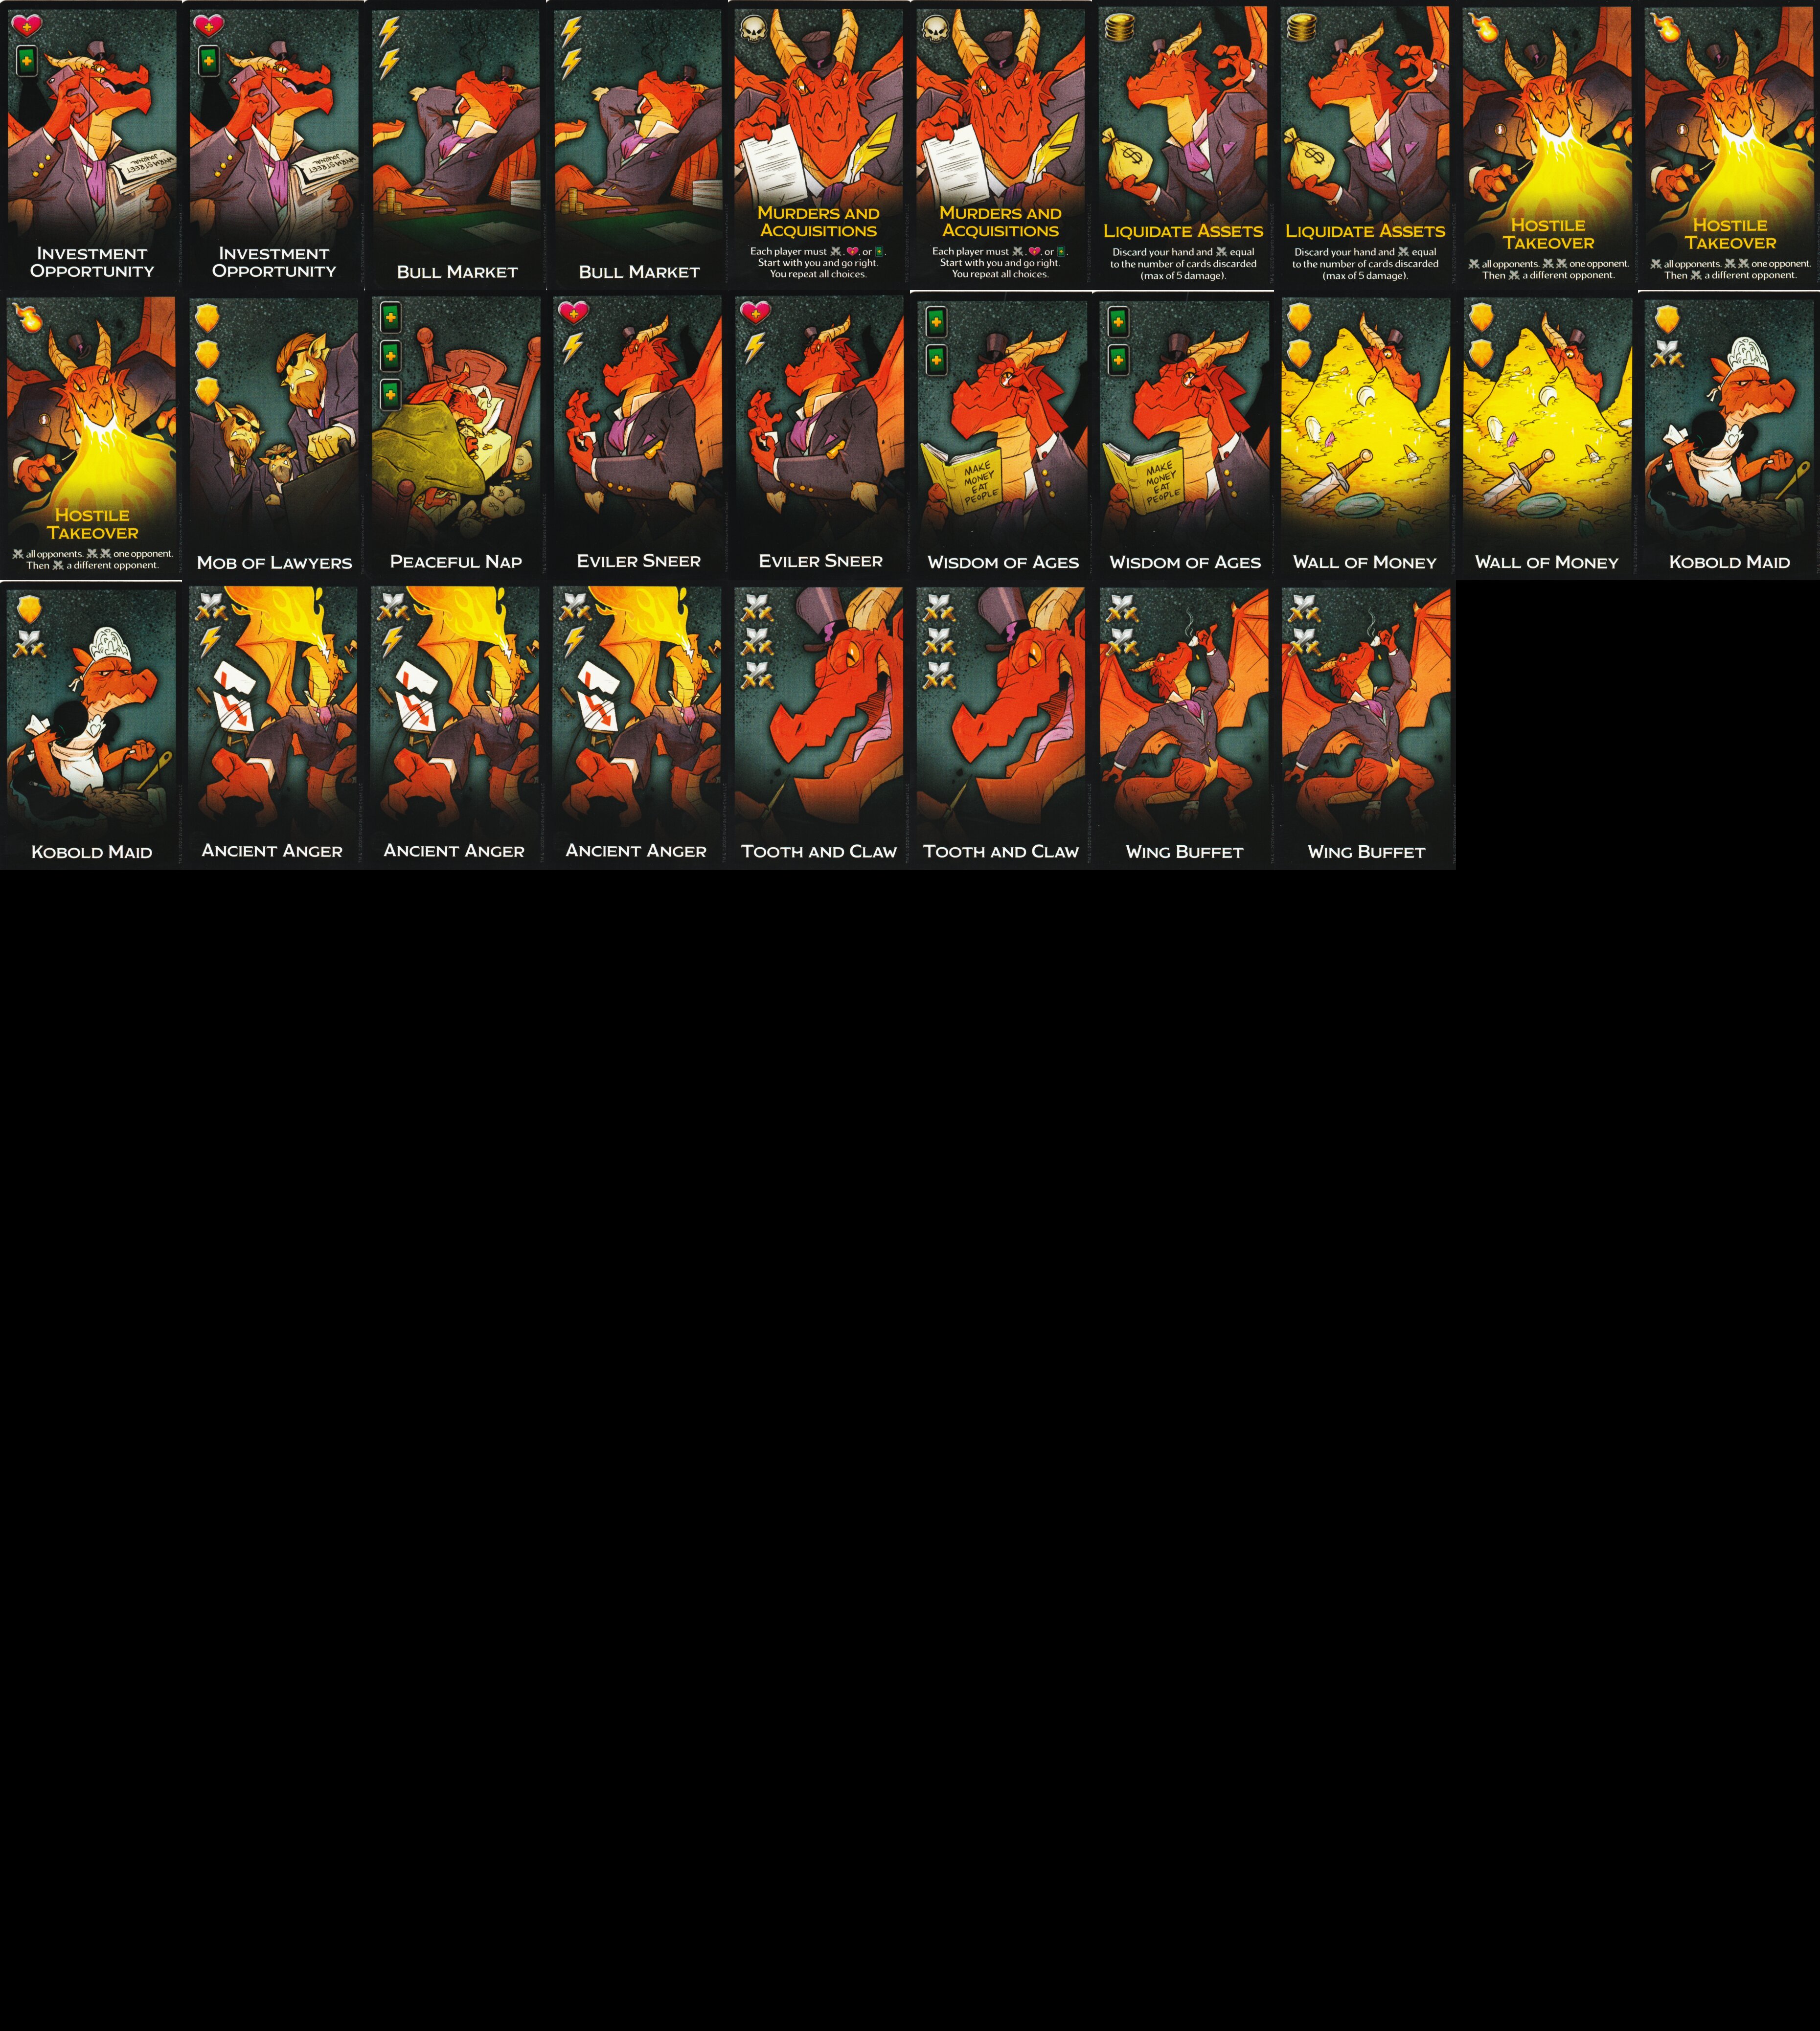 INVESTMENT
OPPORTUNITY
INVESTMENT
OPPORTUNITY
BULL MARKET
BULL MARKET
MURDERS AND
ACQUISITIONS
Each player must , , or .
Start with you and go right.
You repeat all choices.
MURDERS AND
ACQUISITIONS
Each player must , , or .
Start with you and go right.
You repeat all choices.
LIQUIDATE ASSETS
Discard your hand and equal
to the number of cards discarded
(max of 5 damage).
LIQUIDATE ASSETS
Discard your hand and equal
to the number of cards discarded
(max of 5 damage).
HOSTILE
TAKEOVER
all opponents. one opponent.
Then a different opponent.
HOSTILE
TAKEOVER
all opponents. one opponent.
Then a different opponent.
HOSTILE
TAKEOVER
all opponents. one opponent.
Then a different opponent.
MOB OF LAWYERS
PEACEFUL NAP
EVILER SNEER
EVILER SNEER
MAKE
MONEY
EAT
PEOPLE
WISDOM OF AGES
MAKE
MONEY
EAT
PEOPLE
WISDOM OF AGES
WALL OF MONEY
WALL OF MONEY
KOBOLD MAID
KOBOLD MAID
ANCIENT ANGER
ANCIENT ANGER
ANCIENT ANGER
TOOTH AND CLAW
TOOTH AND CLAW
WING BUFFET
WING BUFFET